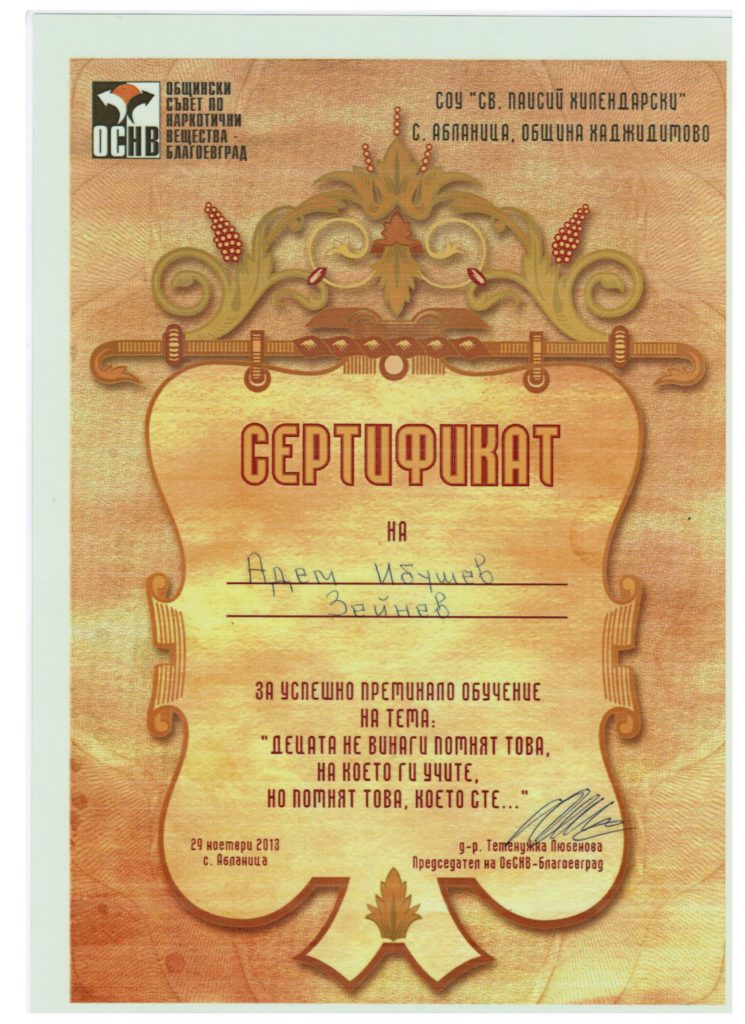 ОБЩИНСКИ
СЪВЕТ ПО
НАРКОТИЧНИ
ВЕЩЕСТВА -
БЛАГОЕВГРАД
ОСНВ
СОУ "СВ. ПАИСИЙ ХИЛЕНДАРСКИ"
С. АБЛАНИЦА, ОБЩИНА ХАДЖИДИМОВО
СЕРТИФИКАТ
НА
Адем Ибушев
Зейнев
ЗА УСПЕШНО ПРЕМИНАЛО ОБУЧЕНИЕ
НА ТЕМА:
"ДЕЦАТА НЕ ВИНАГИ ПОМНЯТ ТОВА,
НА КОЕТО ГИ УЧИТЕ,
НО ПОМНЯТ ТОВА, КОЕТО СТЕ..."
29 ноември 2013
с. Абланица
д-р. Теменужка Любенова
Председател на ОбСНВ-Благоевград